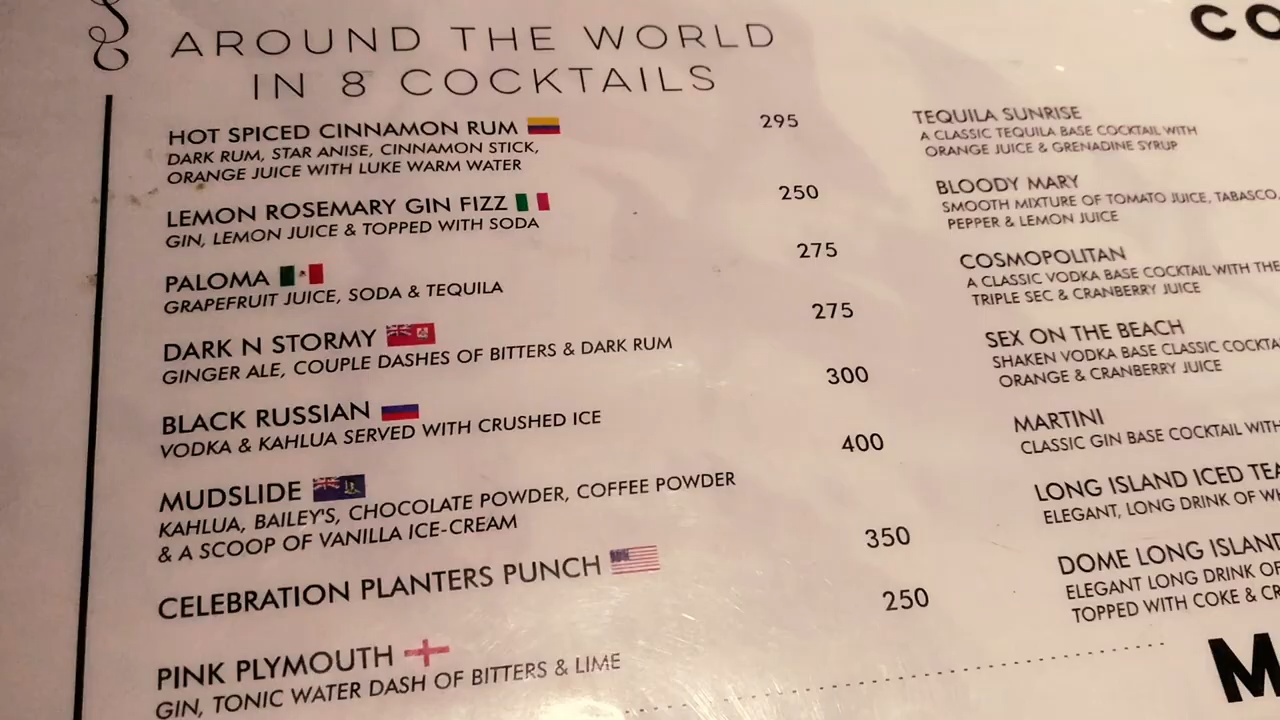 AROUND THE WORLD
IN 8 COCKTAILS
HOT SPICED CINNAMON RUM 295
DARK RUM, STAR ANISE, CINNAMON STICK,
ORANGE JUICE WITH LUKE WARM WATER
LEMON ROSEMARY GIN FIZZ 250
GIN, LEMON JUICE & TOPPED WITH SODA
PALOMA 275
GRAPEFRUIT JUICE, SODA & TEQUILA
DARK N STORMY 275
GINGER ALE, COUPLE DASHES OF BITTERS & DARK RUM
BLACK RUSSIAN 300
VODKA & KAHLUA SERVED WITH CRUSHED ICE
MUDSLIDE 400
KAHLUA, BAILEY'S, CHOCOLATE POWDER, COFFEE POWDER
& A SCOOP OF VANILLA ICE-CREAM
CELEBRATION PLANTERS PUNCH 350
PINK PLYMOUTH 250
GIN, TONIC WATER DASH OF BITTERS & LIME
CO
TEQUILA SUNRISE
A CLASSIC TEQUILA BASE COCKTAIL WITH
ORANGE JUICE & GRENADINE SYRUP
BLOODY MARY
SMOOTH MIXTURE OF TOMATO JUICE, TABASCO,
PEPPER & LEMON JUICE
COSMOPOLITAN
A CLASSIC VODKA BASE COCKTAIL WITH THE
TRIPLE SEC & CRANBERRY JUICE
SEX ON THE BEACH
SHAKEN VODKA BASE CLASSIC COCKTA
ORANGE & CRANBERRY JUICE
MARTINI
CLASSIC GIN BASE COCKTAIL WITH
LONG ISLAND ICED TEA
ELEGANT, LONG DRINK OF WH
DOME LONG ISLAND
ELEGANT LONG DRINK OF
TOPPED WITH COKE & CR
M